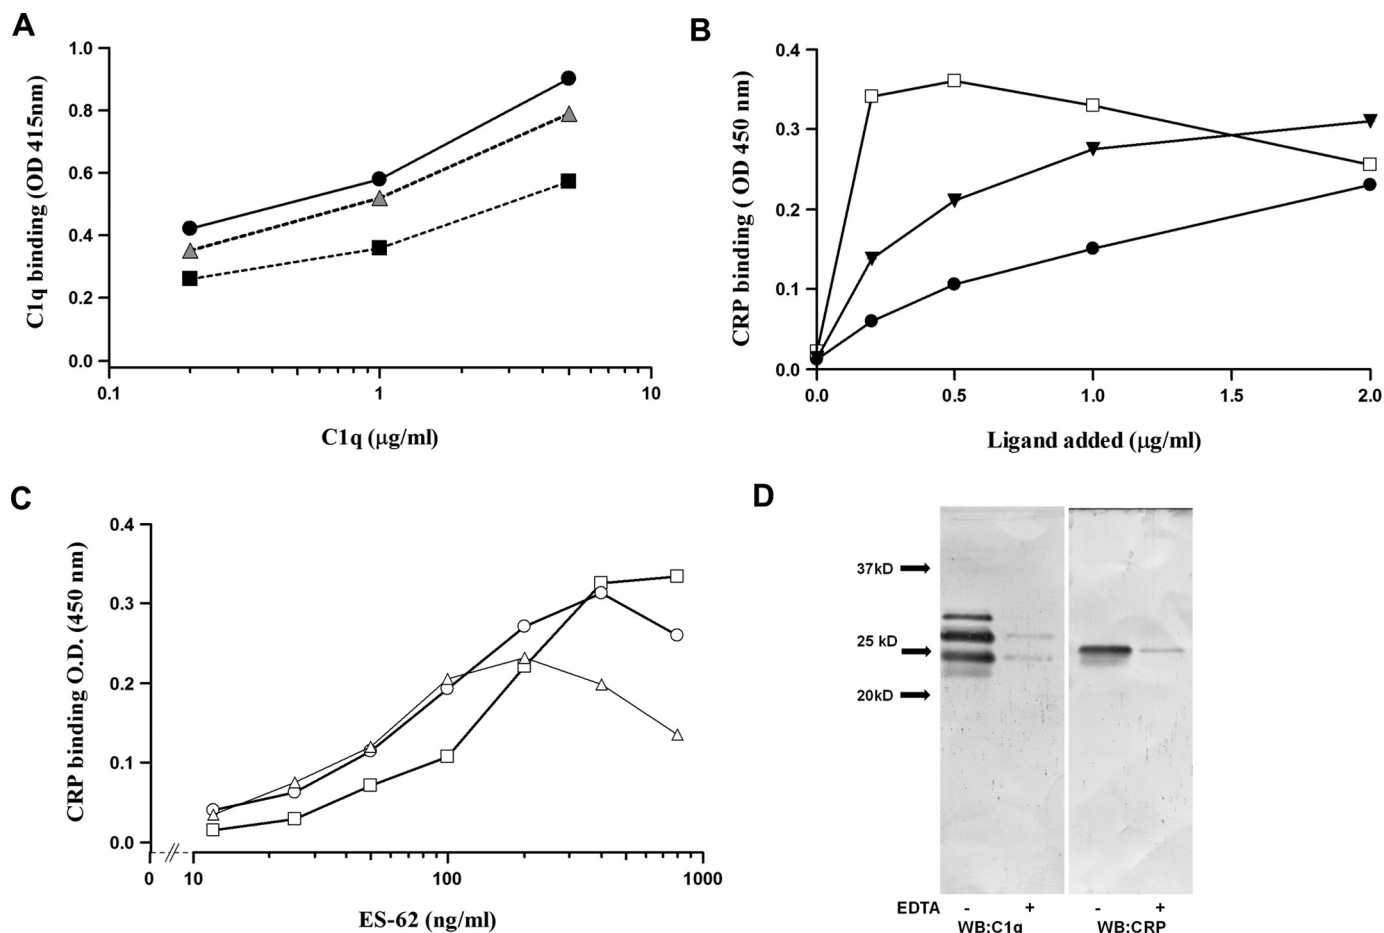 A
C1q binding (OD 415nm)
1.0
0.8
0.6
0.4
0.2
0.0
0.1
1
10
C1q (μg/ml)
B
CRP binding ( OD 450 nm)
0.4
0.3
0.2
0.1
0.0
0.0
0.5
1.0
1.5
2.0
Ligand added (μg/ml)
C
CRP binding O.D. (450 nm)
0.4
0.3
0.2
0.1
0.0
0
10
100
1000
ES-62 (ng/ml)
D
37kD
25 kD
20kD
EDTA - + - +
WB:C1q WB:CRP